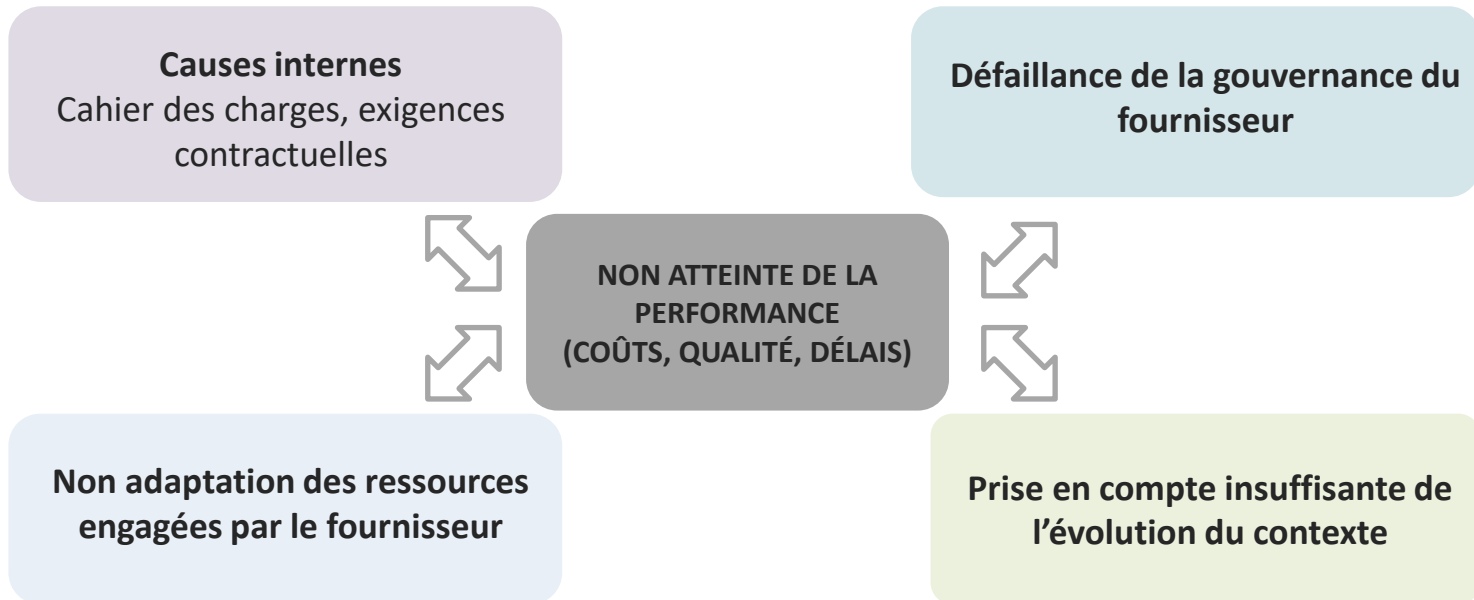 Causes internes
Cahier des charges, exigences
contractuelles
Défaillance de la gouvernance du
fournisseur
NON ATTEINTE DE LA
PERFORMANCE
(COÛTS, QUALITÉ, DÉLAIS)
Non adaptation des ressources
engagées par le fournisseur
Prise en compte insuffisante de
l’évolution du contexte